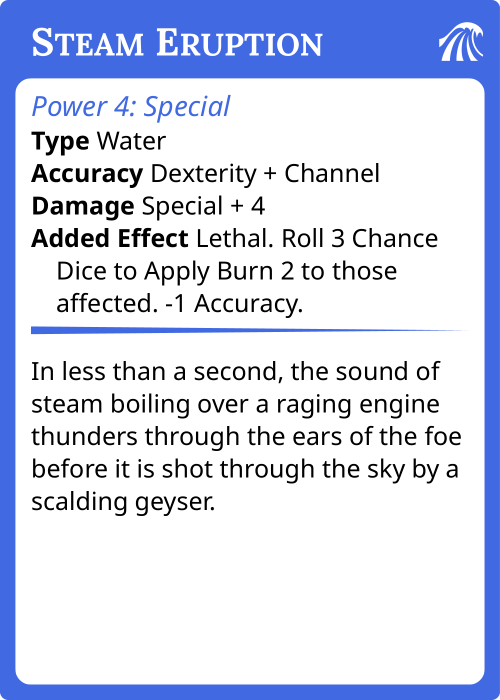 Steam Eruption
Power 4: Special
Type Water
Accuracy Dexterity + Channel
Damage Special + 4
Added Effect Lethal. Roll 3 Chance
Dice to Apply Burn 2 to those
affected. -1 Accuracy.
In less than a second, the sound of
steam boiling over a raging engine
thunders through the ears of the foe
before it is shot through the sky by a
scalding geyser.